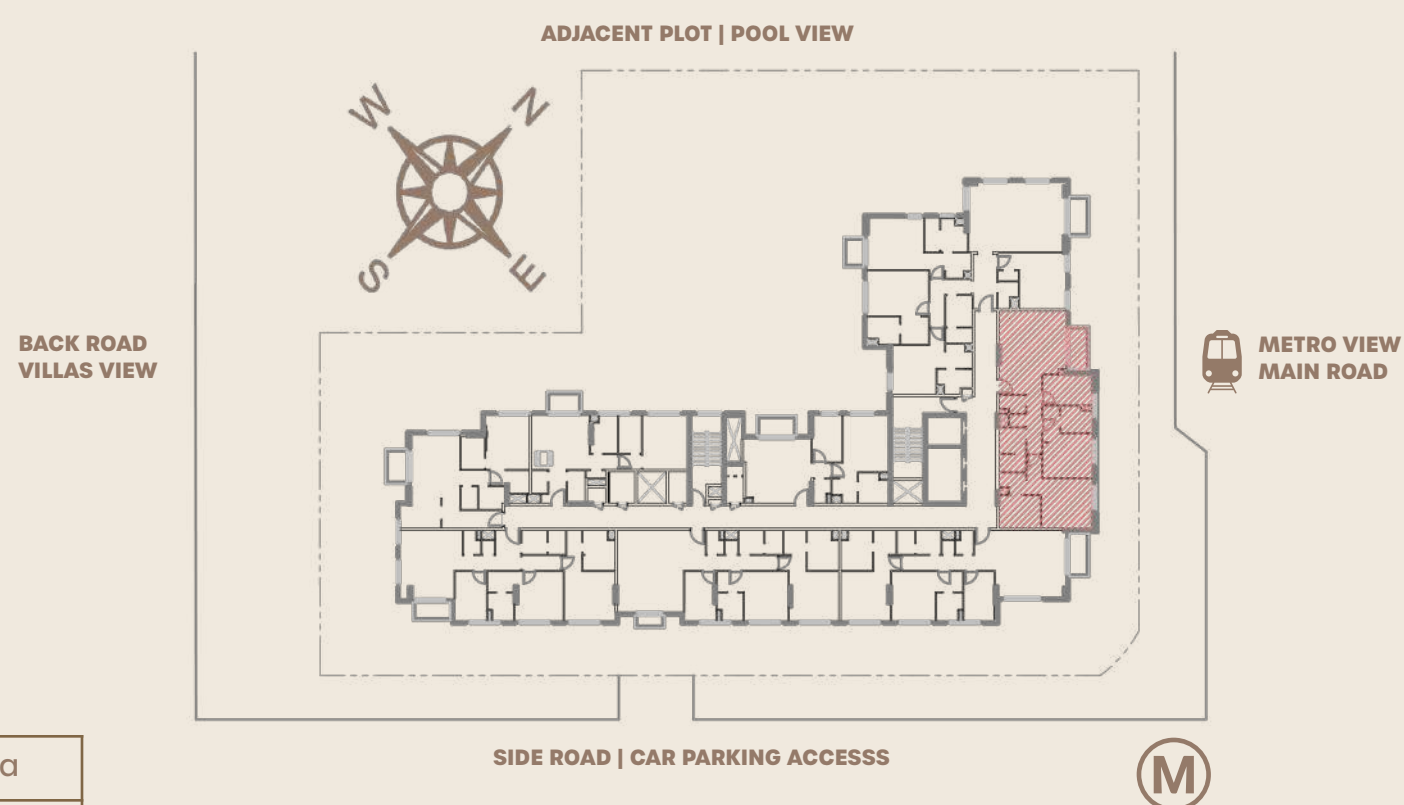 ADJACENT PLOT | POOL VIEW
W
N
S
E
BACK ROAD
VILLAS VIEW
METRO VIEW
MAIN ROAD
SIDE ROAD | CAR PARKING ACCESSS
a
M